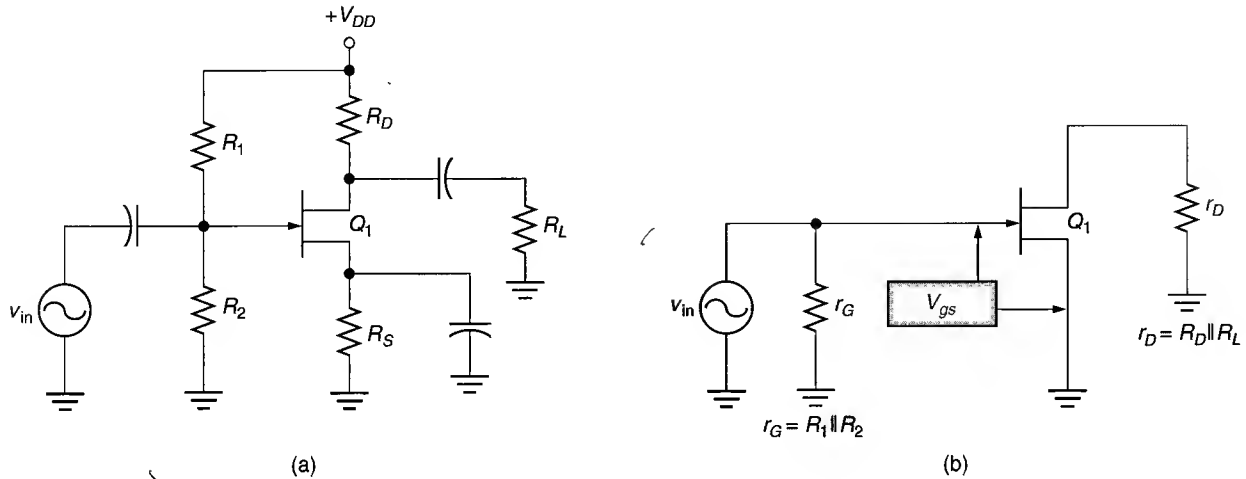 +V_DD
R_D
R_1
Q_1
R_L
v_in
R_2
R_S
(a)
Q_1
r_D
v_in
r_G
V_gs
r_D = R_D||R_L
r_G = R_1||R_2
(b)